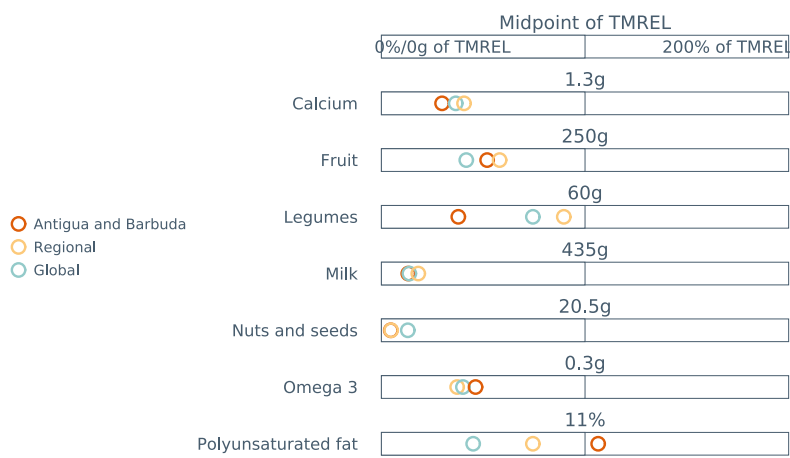 Midpoint of TMREL
0%/0g of TMREL 200% of TMREL
1.3g
Calcium
250g
Fruit
60g
Legumes
435g
Milk
20.5g
Nuts and seeds
0.3g
Omega 3
11%
Polyunsaturated fat
Antigua and Barbuda
Regional
Global